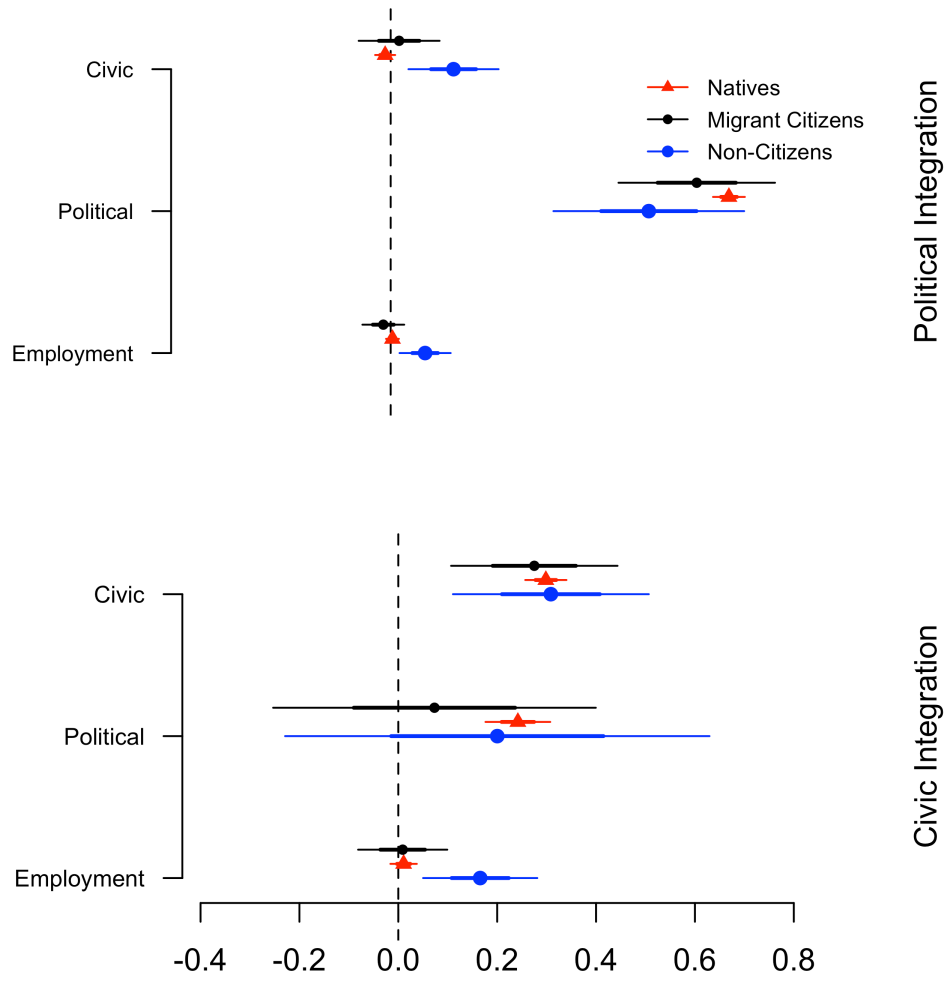 Civic
Natives
Migrant Citizens
Non-Citizens
Political
Employment
Political Integration
Civic
Political
Employment
Civic Integration
-0.4 -0.2 0.0 0.2 0.4 0.6 0.8